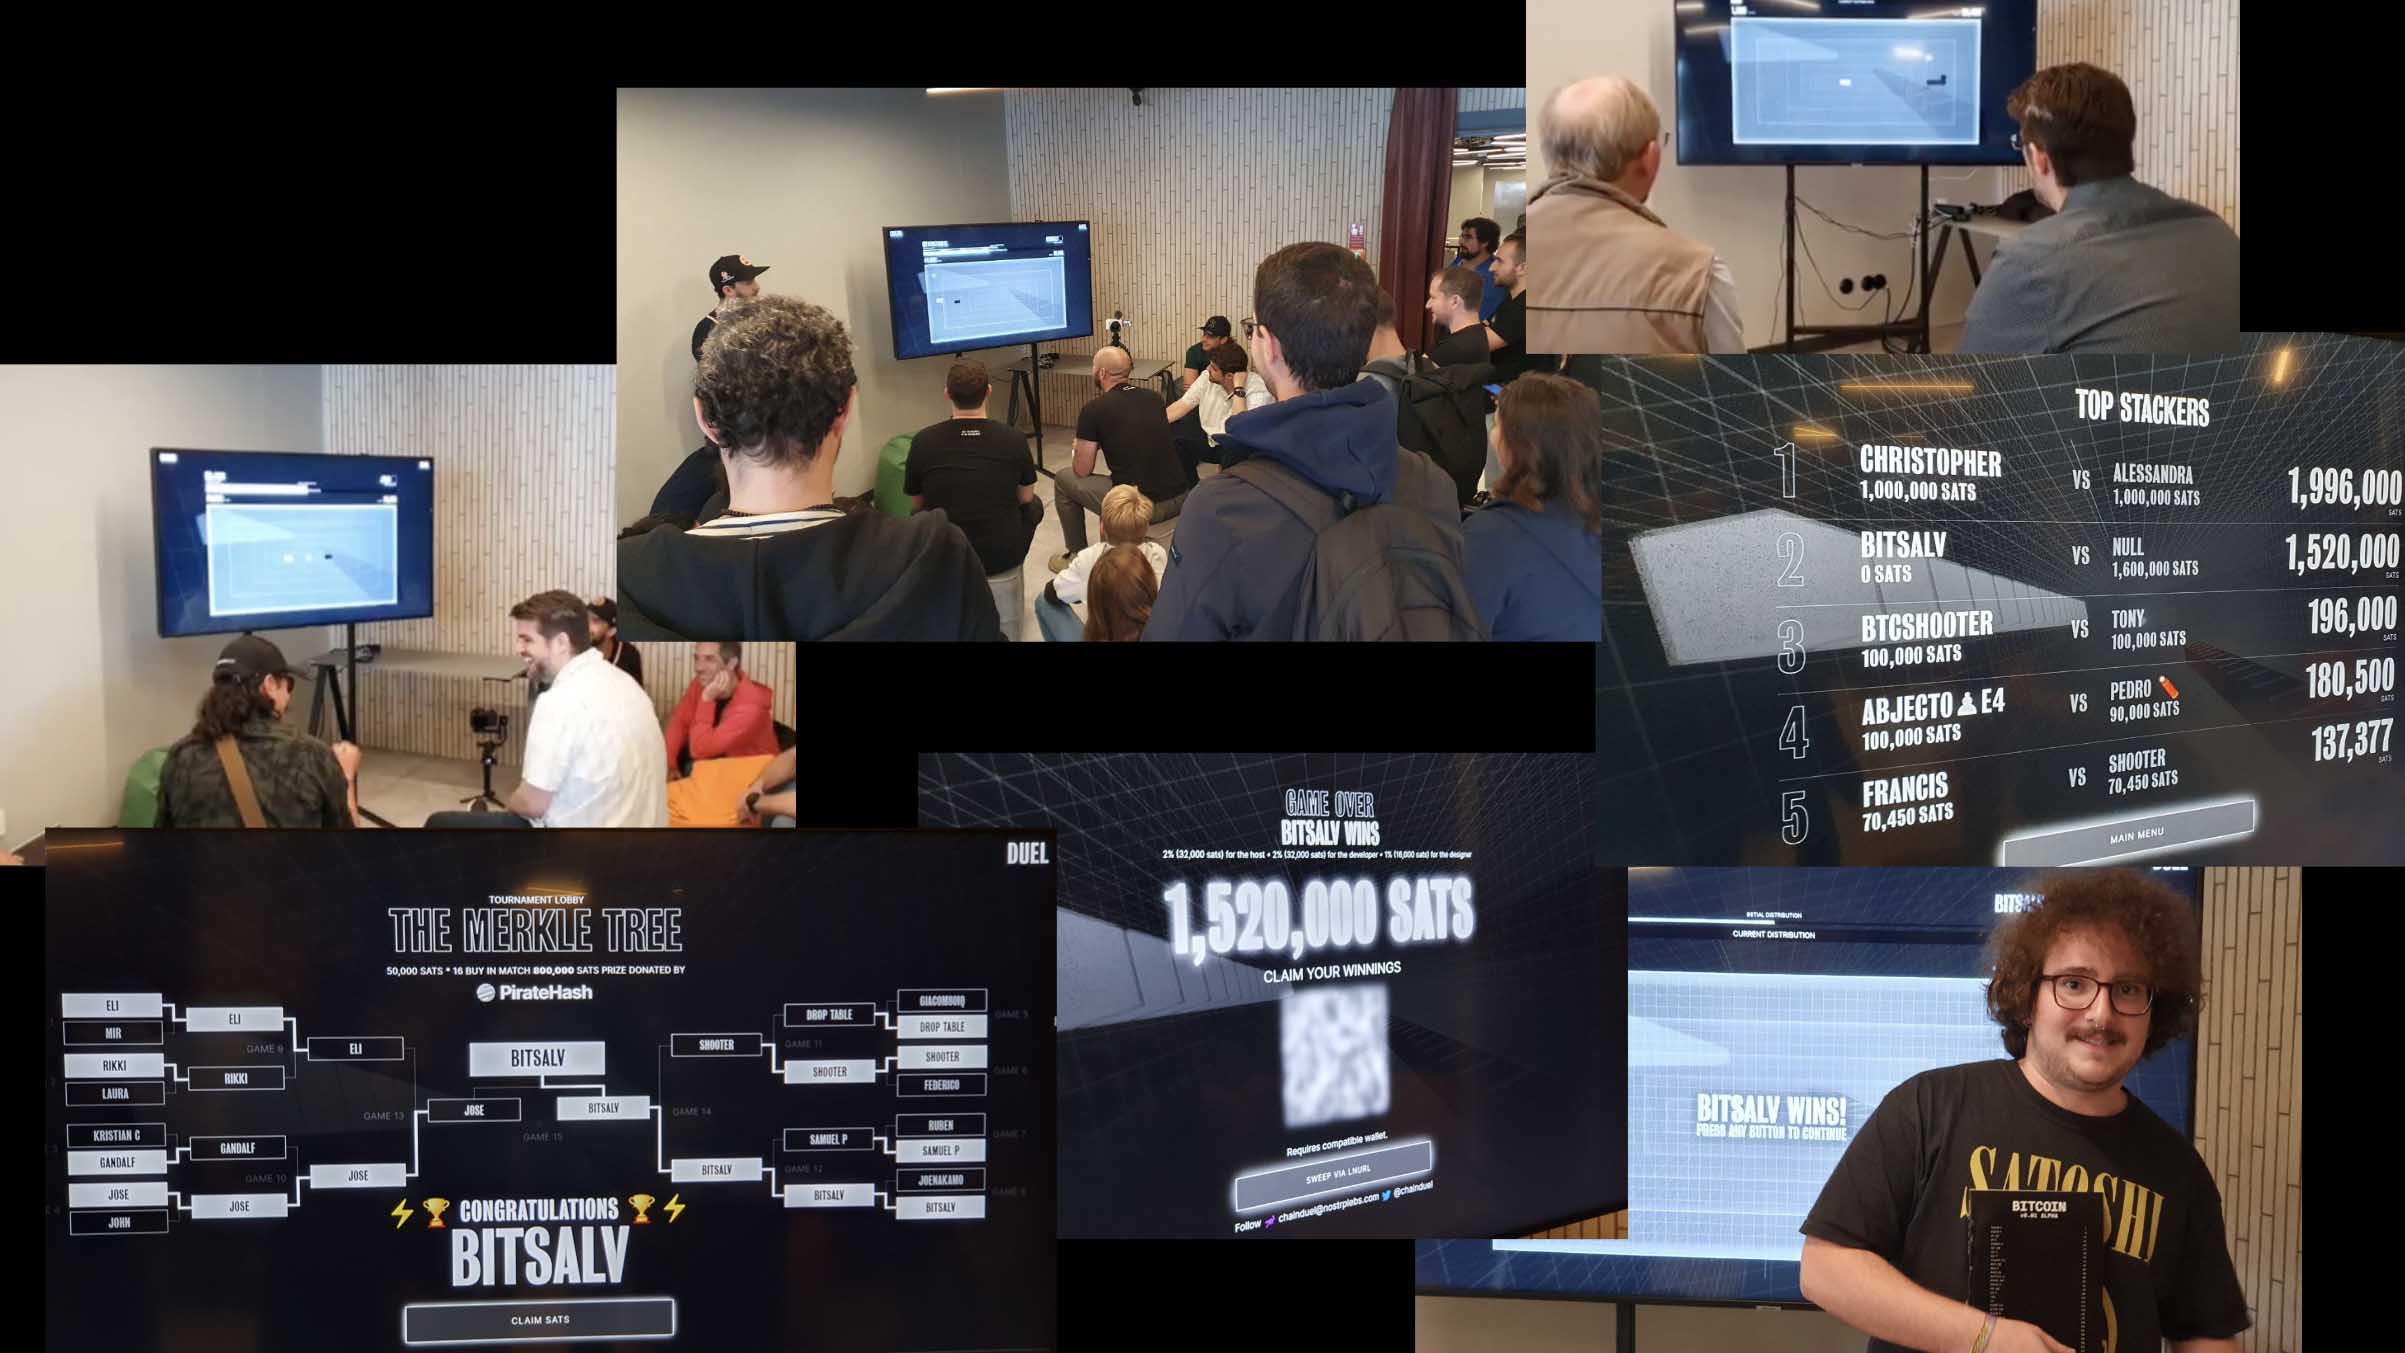 TOP STACKERS
1 CHRISTOPHER VS ALESSANDRA 1,996,000
1,000,000 SATS 1,000,000 SATS SATS
2 BITSALV VS NULL 1,520,000
0 SATS 1,600,000 SATS SATS
3 BTCSHOOTER VS TONY 196,000
100,000 SATS 100,000 SATS SATS
4 ABJECTO ♟ E4 VS PEDRO 180,500
100,000 SATS 90,000 SATS SATS
5 FRANCIS VS SHOOTER 137,377
70,450 SATS 70,450 SATS SATS
MAIN MENU
DUEL
TOURNAMENT LOBBY
THE MERKLE TREE
50,000 SATS * 16 BUY IN MATCH 800,000 SATS PRIZE DONATED BY
PirateHash
ELI
MIR
RIKKI
LAURA
KRISTIAN C
GANDALF
JOSE
JOHN
ELI
GAME 9
RIKKI
GANDALF
GAME 10
JOSE
ELI
GAME 13
JOSE
BITSALV
JOSE
BITSALV
GAME 15
SHOOTER
GAME 14
BITSALV
DROP TABLE
GAME 11
SHOOTER
SAMUEL P
GAME 12
BITSALV
GIACOMOOIQ
DROP TABLE
GAME 5
SHOOTER
FEDERICO
GAME 6
RUBEN
SAMUEL P
GAME 7
JOENAKAMO
BITSALV
GAME 8
⚡🏆 CONGRATULATIONS 🏆⚡
BITSALV
CLAIM SATS
GAME OVER
BITSALV WINS
2% (32,000 sats) for the host • 2% (32,000 sats) for the developer • 1% (16,000 sats) for the designer
1,520,000 SATS
CLAIM YOUR WINNINGS
Requires compatible wallet.
SWEEP VIA LNURL
Follow chainduel@nostrplebs.com @chainduel
INITIAL DISTRIBUTION
CURRENT DISTRIBUTION
BITSALV WINS!
PRESS ANY BUTTON TO CONTINUE
SATOSHI
BITCOIN
v0.01 ALPHA